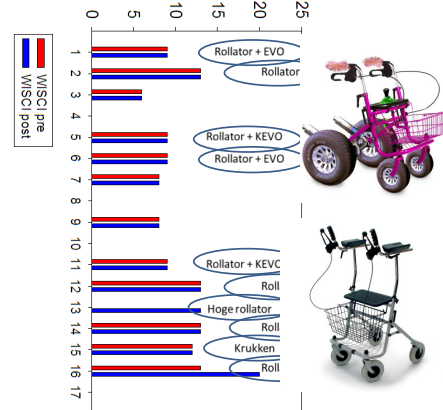 0 5 10 15 20 25
1 Rollator + EVO
2 Rollator
3
4
5 Rollator + KEVO
6 Rollator + EVO
7
8
9
10
11 Rollator + KEVO
12 Roll
13 Hoge rollator
14 Roll
15 Krukken
16 Roll
17
WISCI pre
WISCI post